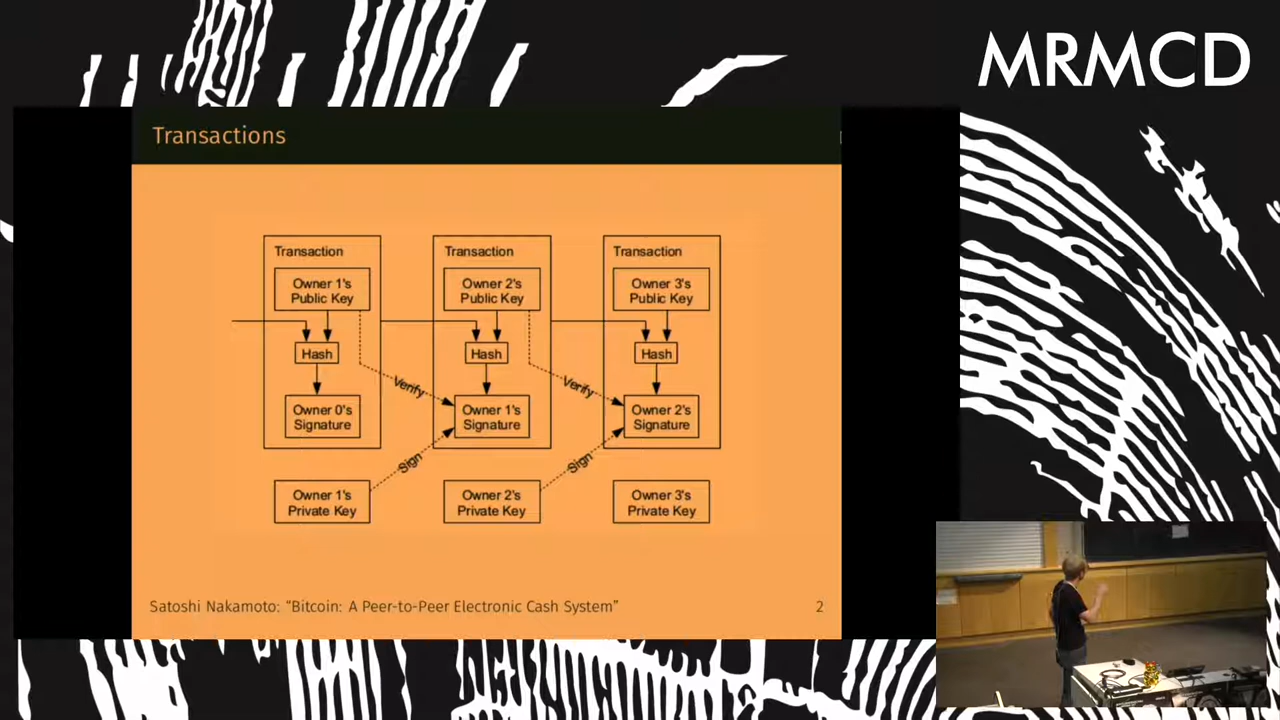 MRMCD
Transactions
Transaction
Owner 1's
Public Key
Hash
Owner 0's
Signature
Transaction
Owner 2's
Public Key
Hash
Owner 1's
Signature
Transaction
Owner 3's
Public Key
Hash
Owner 2's
Signature
Verify
Verify
Sign
Sign
Owner 1's
Private Key
Owner 2's
Private Key
Owner 3's
Private Key
Satoshi Nakamoto: “Bitcoin: A Peer-to-Peer Electronic Cash System”
2